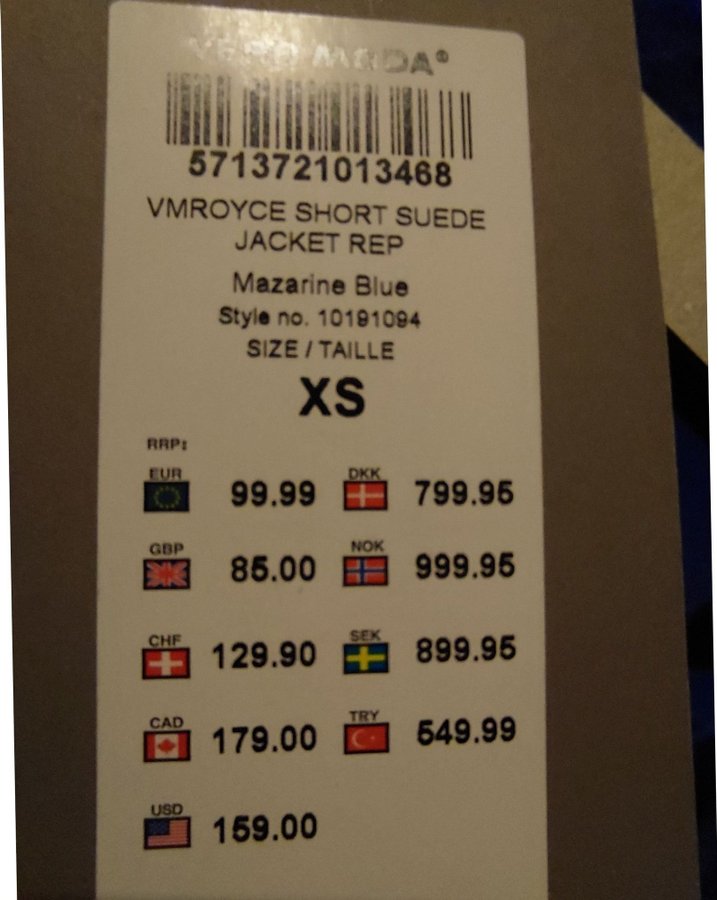 VERO MODA®
5713721013468
VMROYCE SHORT SUEDE
JACKET REP
Mazarine Blue
Style no. 10191094
SIZE / TAILLE
XS
RRP:
EUR 99.99 DKK 799.95
GBP 85.00 NOK 999.95
CHF 129.90 SEK 899.95
CAD 179.00 TRY 549.99
USD 159.00